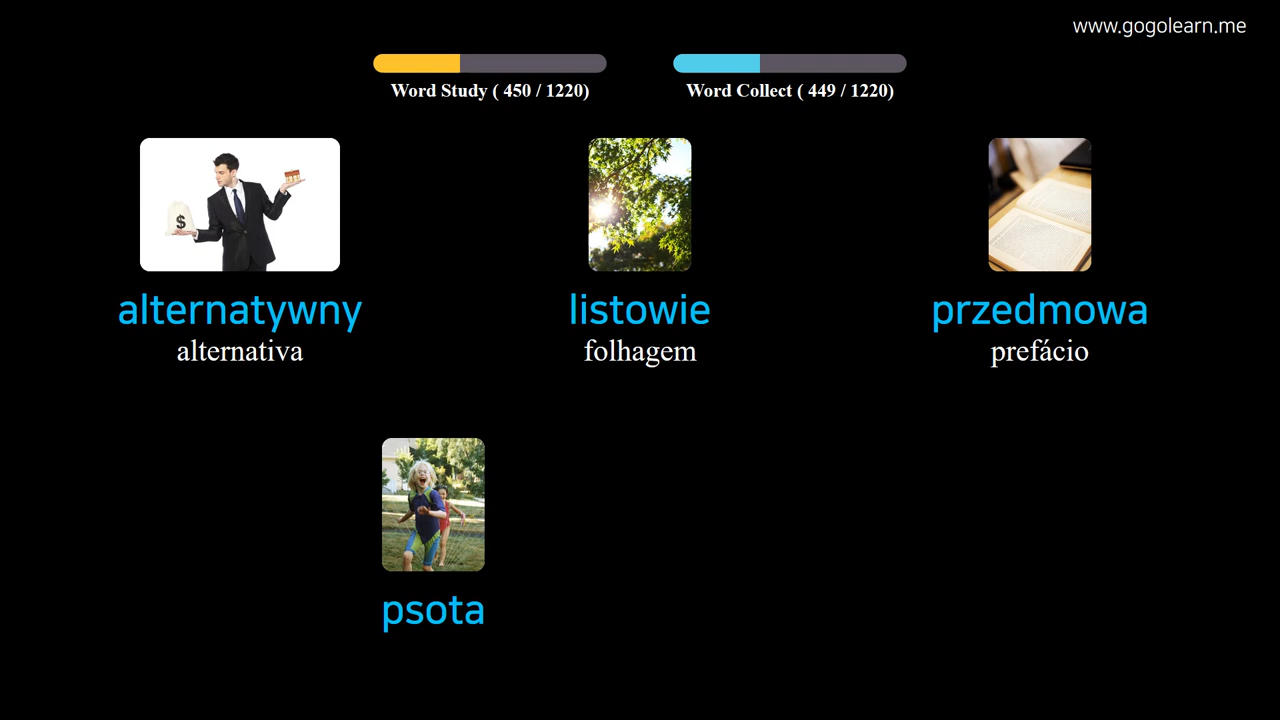 www.gogolearn.me
Word Study ( 450 / 1220)
Word Collect ( 449 / 1220)
$
alternatywny
alternativa
listowie
folhagem
przedmowa
prefácio
psota